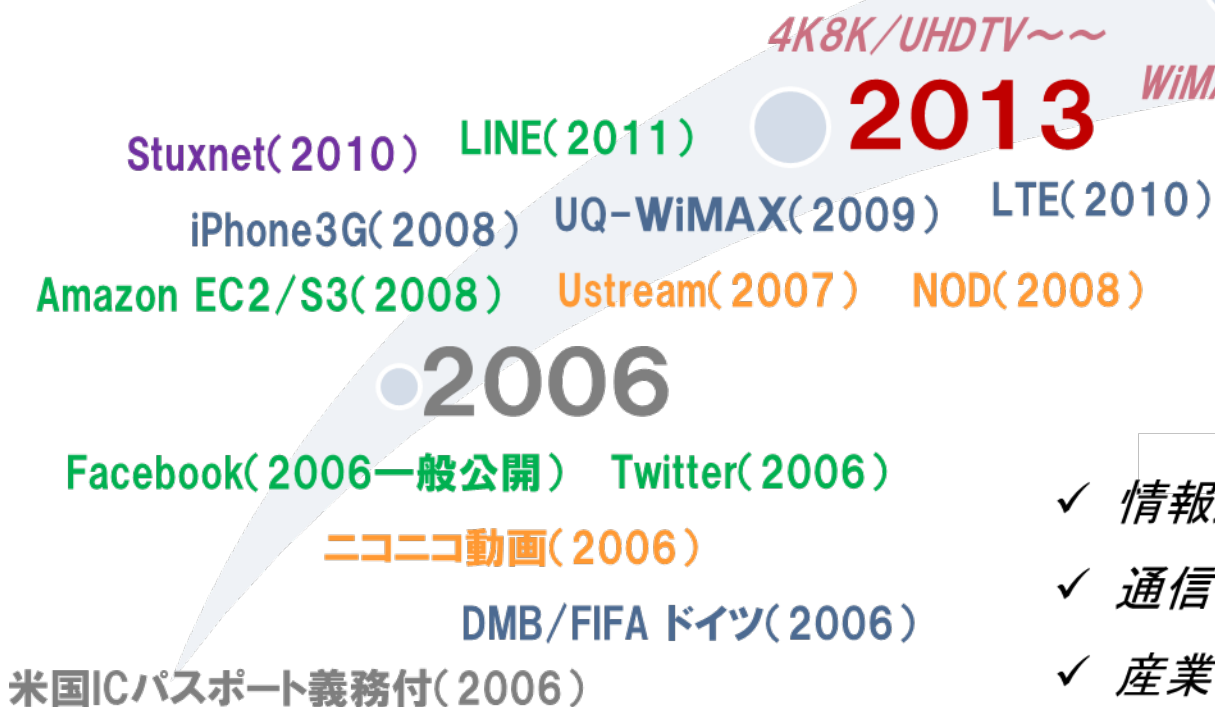 4K8K/UHDTV～～
2013
WiMA
Stuxnet(2010)
LINE(2011)
iPhone3G(2008)
UQ-WiMAX(2009)
LTE(2010)
Amazon EC2/S3(2008)
Ustream(2007)
NOD(2008)
2006
Facebook(2006一般公開)
Twitter(2006)
ニコニコ動画(2006)
DMB/FIFA ドイツ(2006)
米国ICパスポート義務付(2006)
✓ 情報
✓ 通信
✓ 産業